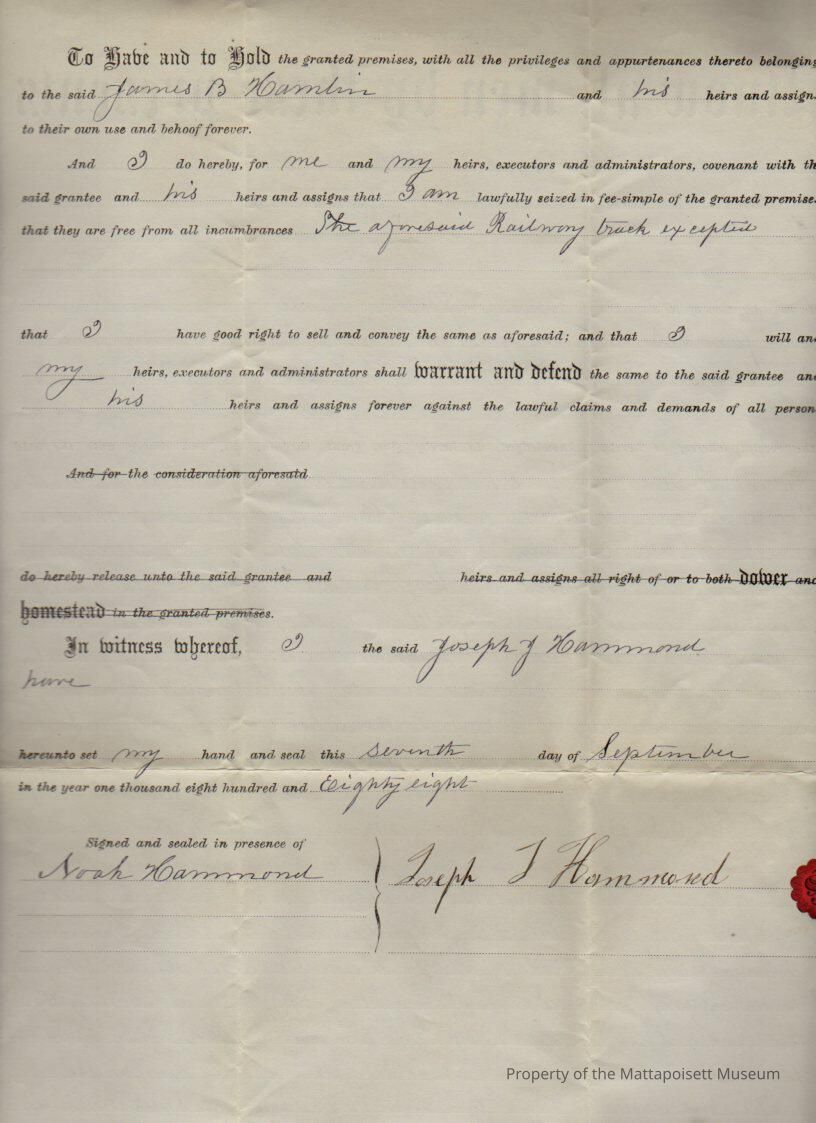 To Have and to Hold the granted premises, with all the privileges and appurtenances thereto belonging
to the said James B Hamlin and his heirs and assign
to their own use and behoof forever.
And I do hereby, for me and my heirs, executors and administrators, covenant with th
said grantee and his heirs and assigns that I am lawfully seized in fee-simple of the granted premise
that they are free from all incumbrances The aforesaid Railway track excepted
that I have good right to sell and convey the same as aforesaid; and that I will an
my heirs, executors and administrators shall warrant and defend the same to the said grantee an
his heirs and assigns forever against the lawful claims and demands of all person
And for the consideration aforesaid
do hereby release unto the said grantee and heirs and assigns all right of or to both dower and
homestead in the granted premises.
In witness whereof, I the said Joseph J Hammond
have
hereunto set my hand and seal this seventh day of September
in the year one thousand eight hundred and Eighty eight
Signed and sealed in presence of
Noah Hammond Joseph J Hammond
Property of the Mattapoisett Museum